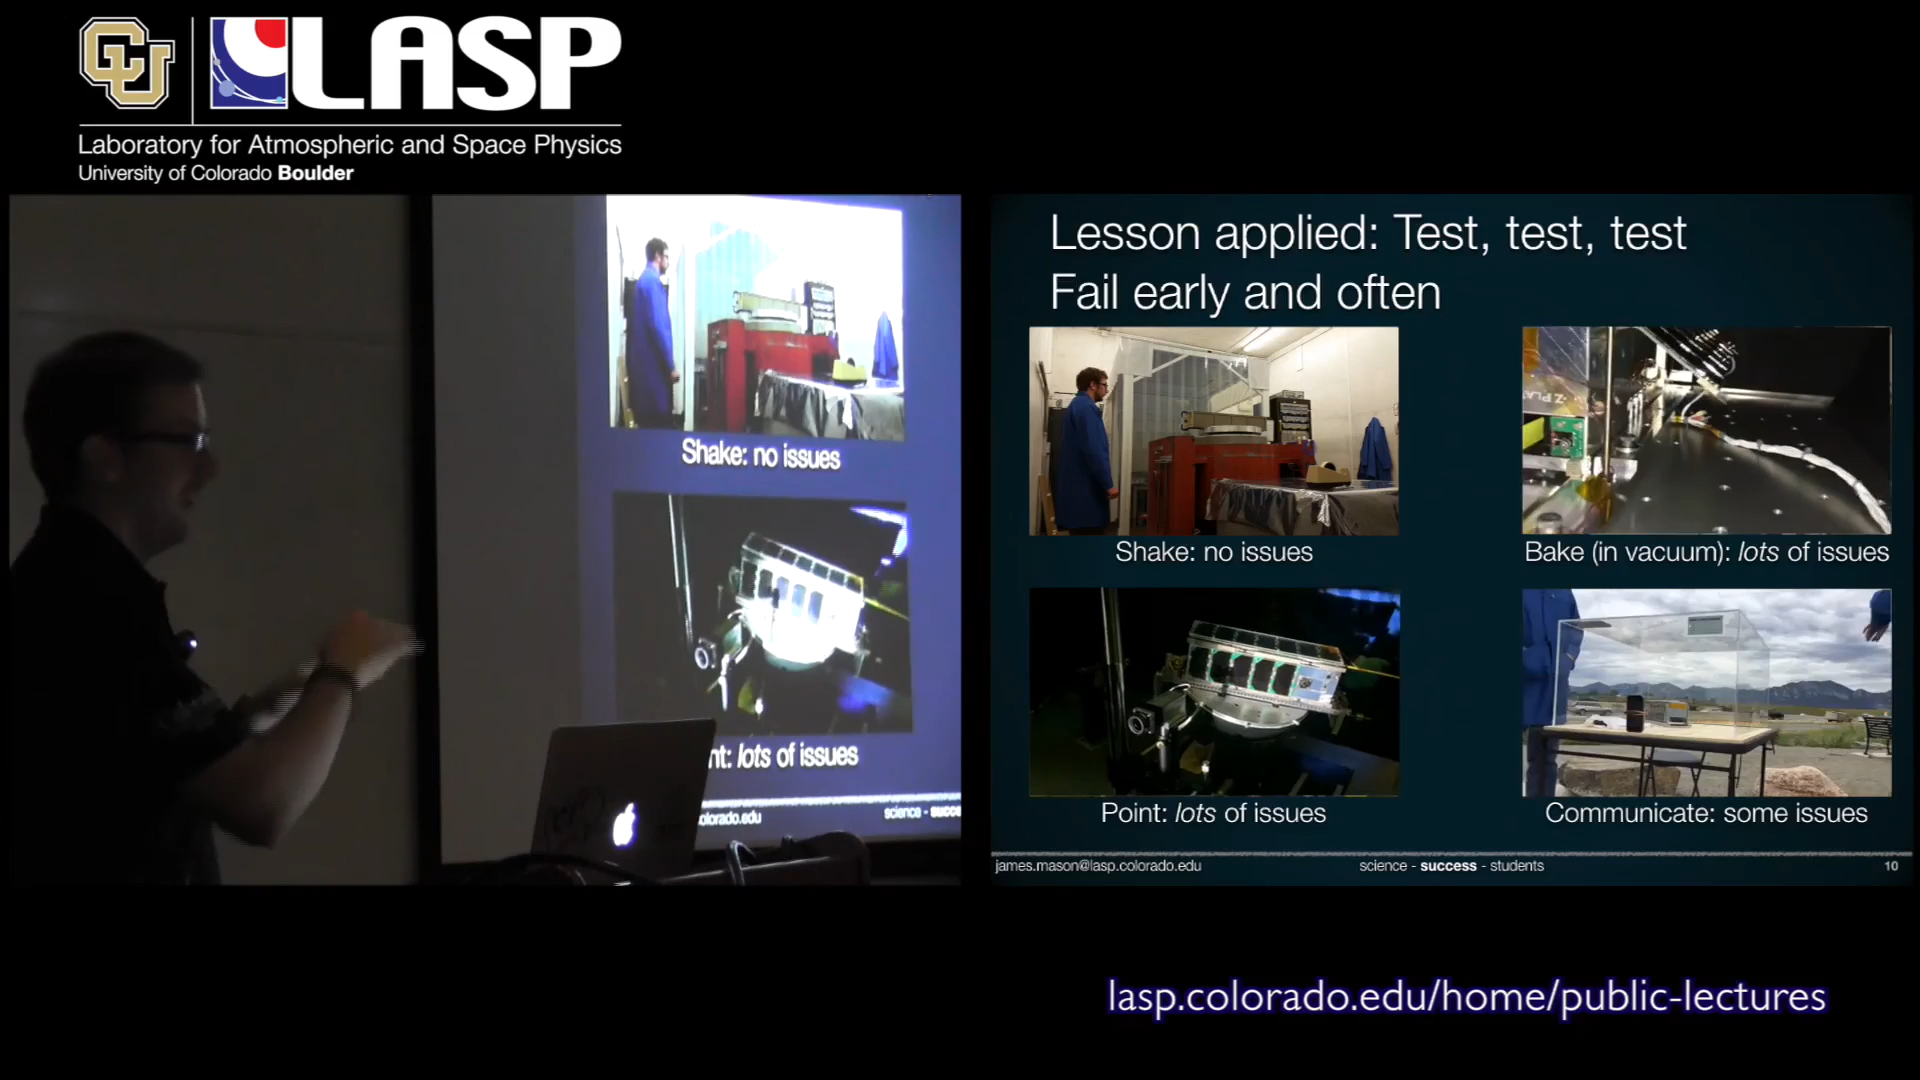 CU
LASP
Laboratory for Atmospheric and Space Physics
University of Colorado Boulder
Shake: no issues
nt: lots of issues
olorado.edu
science - succe
Lesson applied: Test, test, test
Fail early and often
Shake: no issues
Bake (in vacuum): lots of issues
Point: lots of issues
Communicate: some issues
james.mason@lasp.colorado.edu
science - success - students
10
lasp.colorado.edu/home/public-lectures